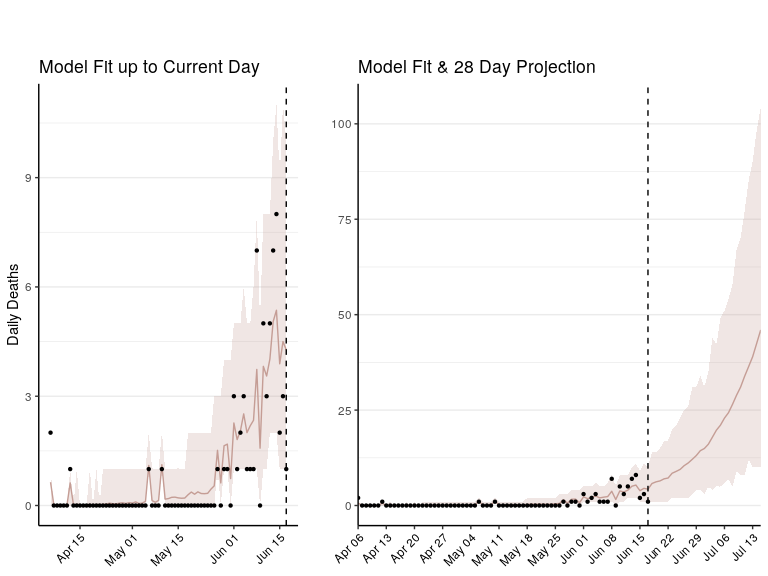 Model Fit up to Current Day
Daily Deaths
9
6
3
0
Apr 15
May 01
May 15
Jun 01
Jun 15
Model Fit & 28 Day Projection
100
75
50
25
0
Apr 06
Apr 13
Apr 20
Apr 27
May 04
May 11
May 18
May 25
Jun 01
Jun 08
Jun 15
Jun 22
Jun 29
Jul 06
Jul 13